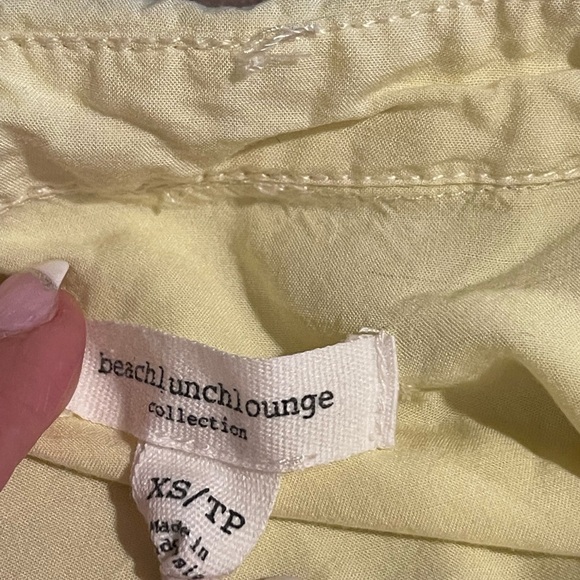 beachlunchlounge
collection
XS/TP
Made in